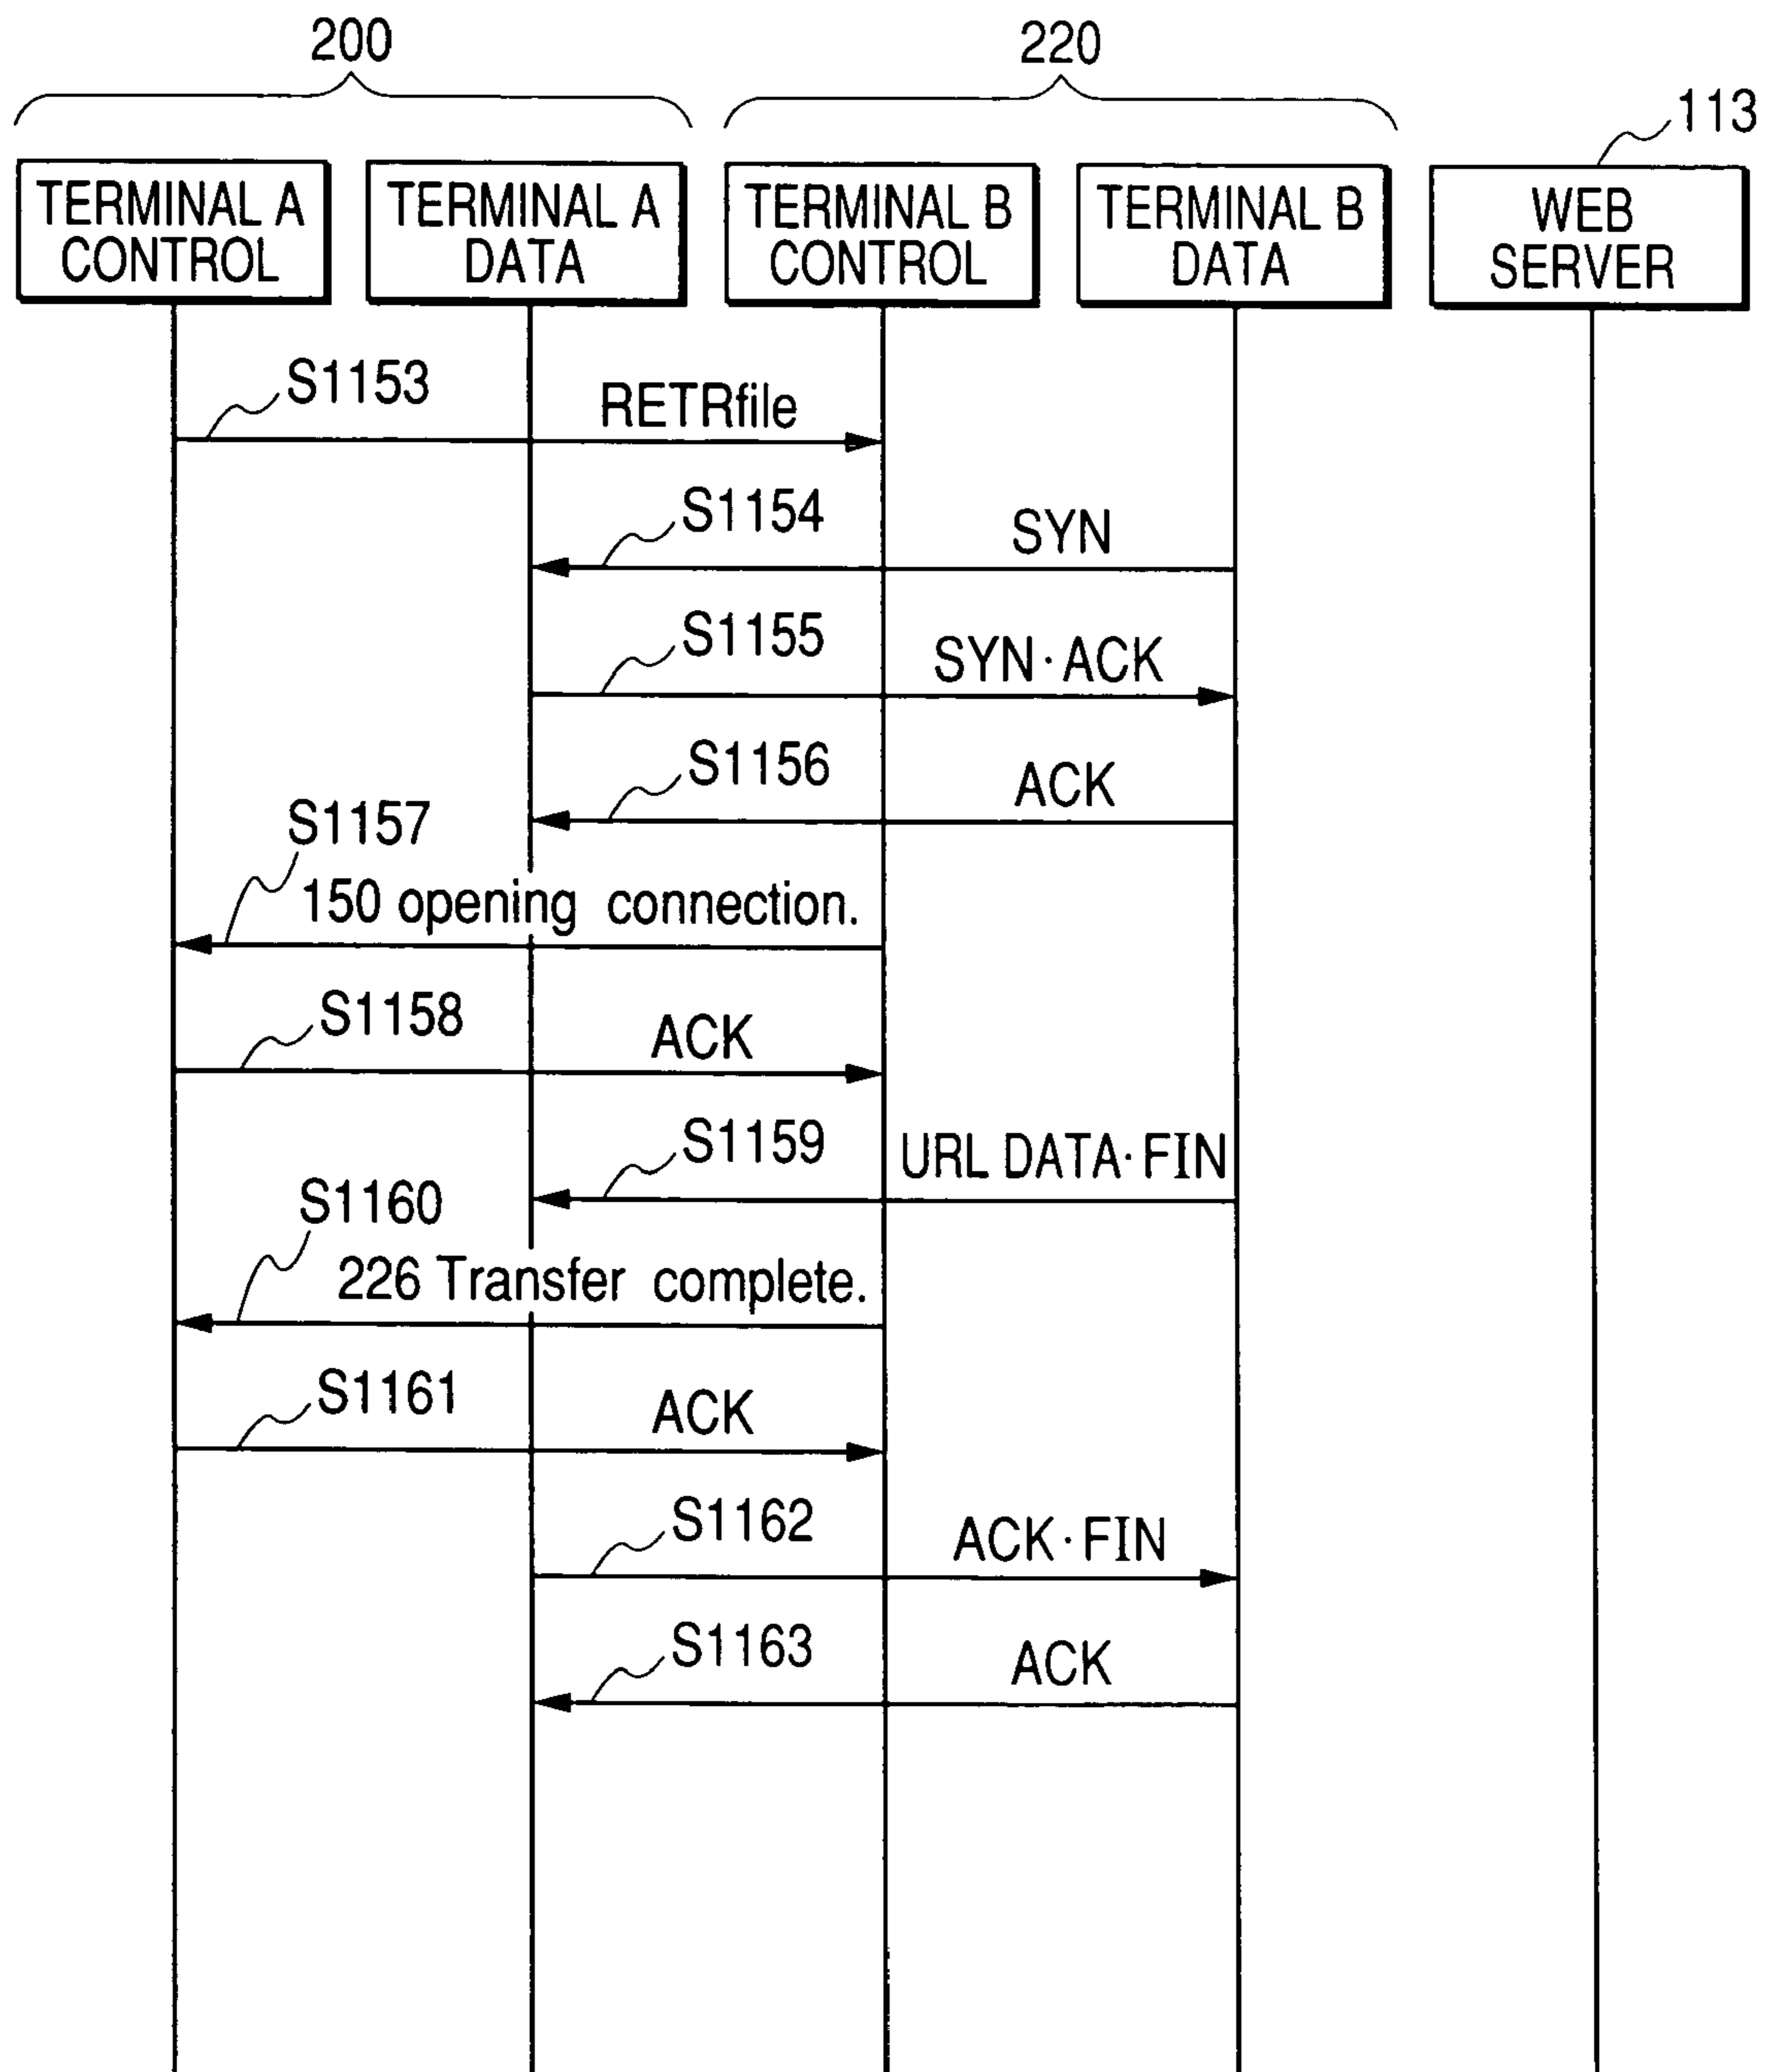 200
220
113
TERMINAL A
CONTROL
TERMINAL A
DATA
TERMINAL B
CONTROL
TERMINAL B
DATA
WEB
SERVER
S1153
RETRfile
S1154
SYN
S1155
SYN·ACK
S1156
ACK
S1157
150 opening connection.
S1158
ACK
S1159
URL DATA·FIN
S1160
226 Transfer complete.
S1161
ACK
S1162
ACK·FIN
S1163
ACK